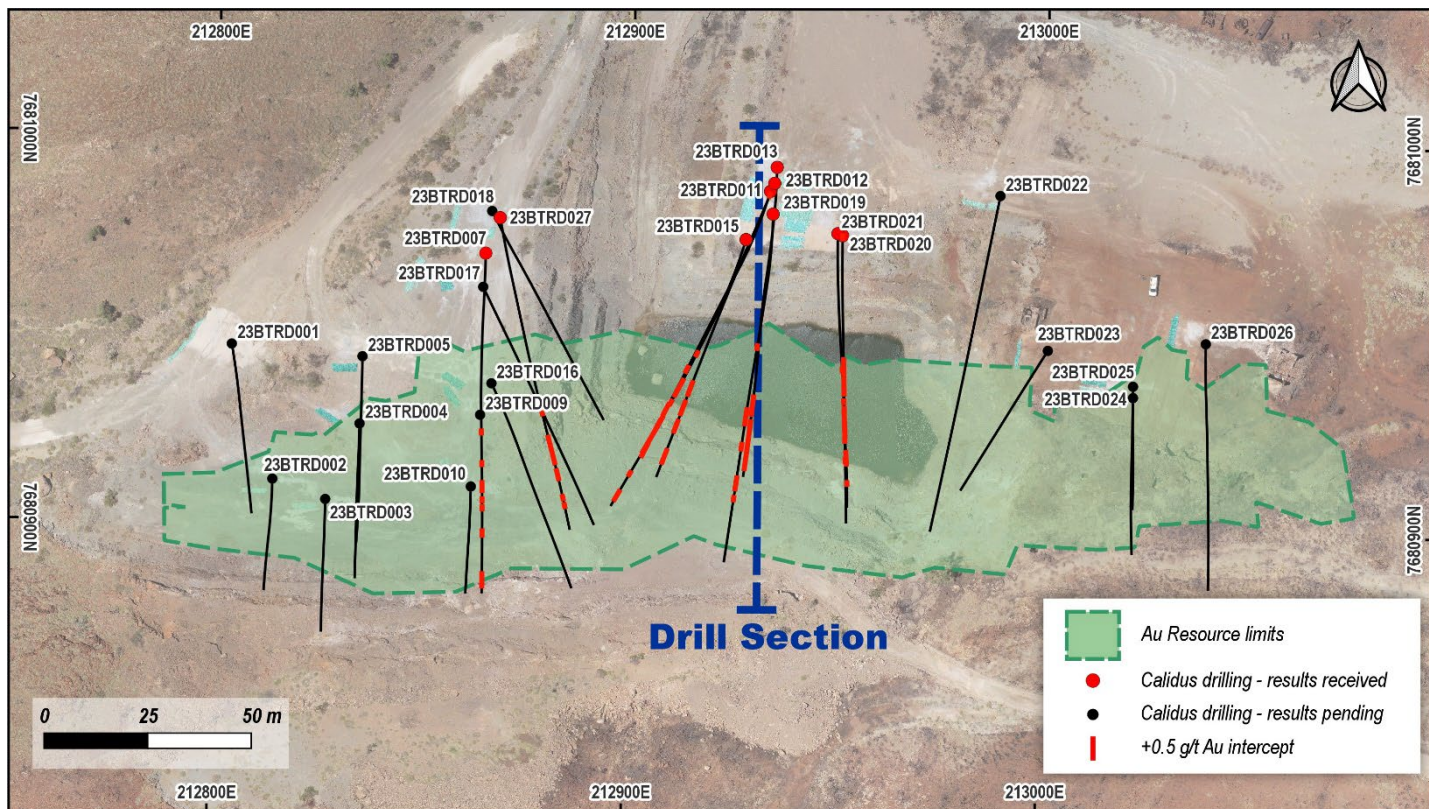 212800E
212900E
213000E
7681000N
7681000N
23BTRD013
23BTRD018
23BTRD011
23BTRD012
23BTRD022
23BTRD027
23BTRD019
23BTRD015
23BTRD021
23BTRD007
23BTRD020
23BTRD017
23BTRD001
23BTRD005
23BTRD023
23BTRD026
23BTRD016
23BTRD025
23BTRD004
23BTRD009
23BTRD024
23BTRD002
23BTRD010
23BTRD003
7680900N
7680900N
Drill Section
Au Resource limits
Calidus drilling - results received
Calidus drilling - results pending
+0.5 g/t Au intercept
0 25 50 m
212800E
212900E
213000E